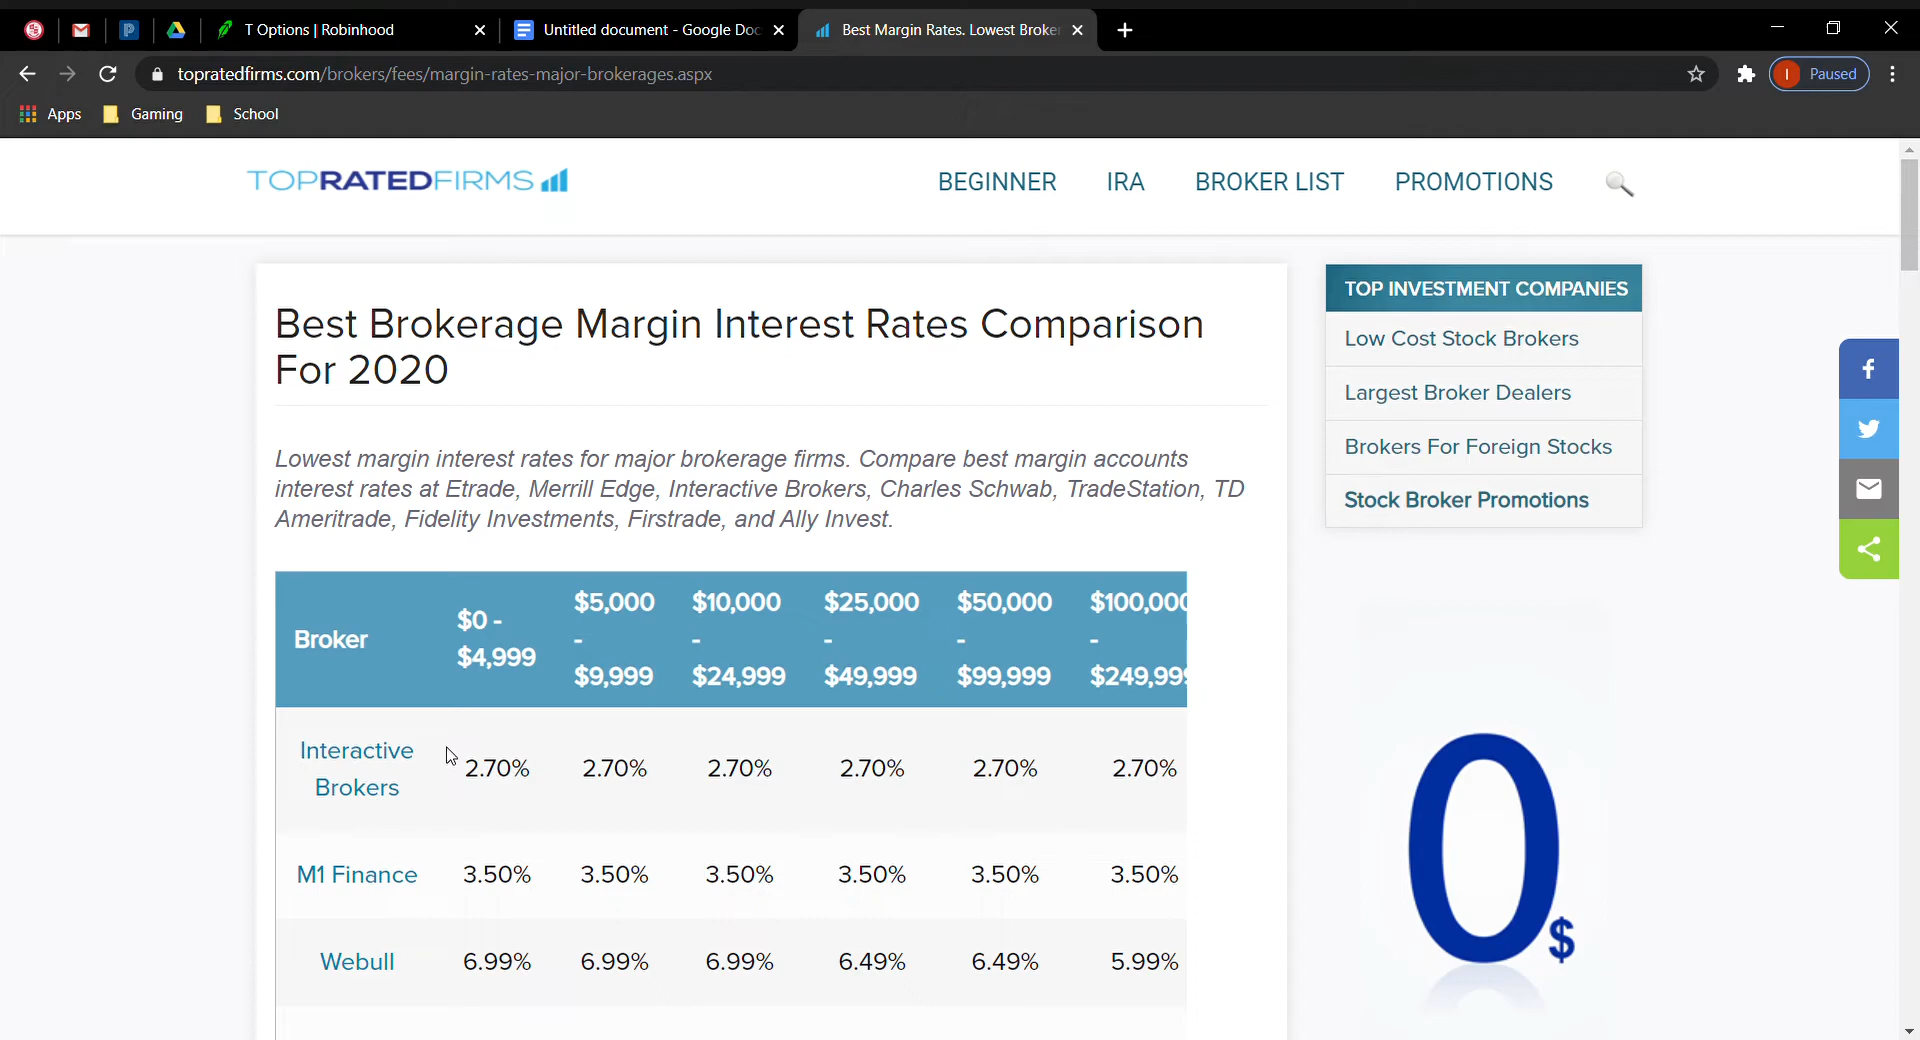 T Options | Robinhood
Untitled document - Google Doc
Best Margin Rates. Lowest Broke
topratedfirms.com/brokers/fees/margin-rates-major-brokerages.aspx
I Paused
Apps Gaming School
TOPRATEDFIRMS
BEGINNER IRA BROKER LIST PROMOTIONS
Best Brokerage Margin Interest Rates Comparison
For 2020
Lowest margin interest rates for major brokerage firms. Compare best margin accounts
interest rates at Etrade, Merrill Edge, Interactive Brokers, Charles Schwab, TradeStation, TD
Ameritrade, Fidelity Investments, Firstrade, and Ally Invest.
Broker
$0 -
$4,999
$5,000
-
$9,999
$10,000
-
$24,999
$25,000
-
$49,999
$50,000
-
$99,999
$100,000
-
$249,999
Interactive
Brokers
2.70% 2.70% 2.70% 2.70% 2.70% 2.70%
M1 Finance 3.50% 3.50% 3.50% 3.50% 3.50% 3.50%
Webull 6.99% 6.99% 6.99% 6.49% 6.49% 5.99%
TOP INVESTMENT COMPANIES
Low Cost Stock Brokers
Largest Broker Dealers
Brokers For Foreign Stocks
Stock Broker Promotions
0$